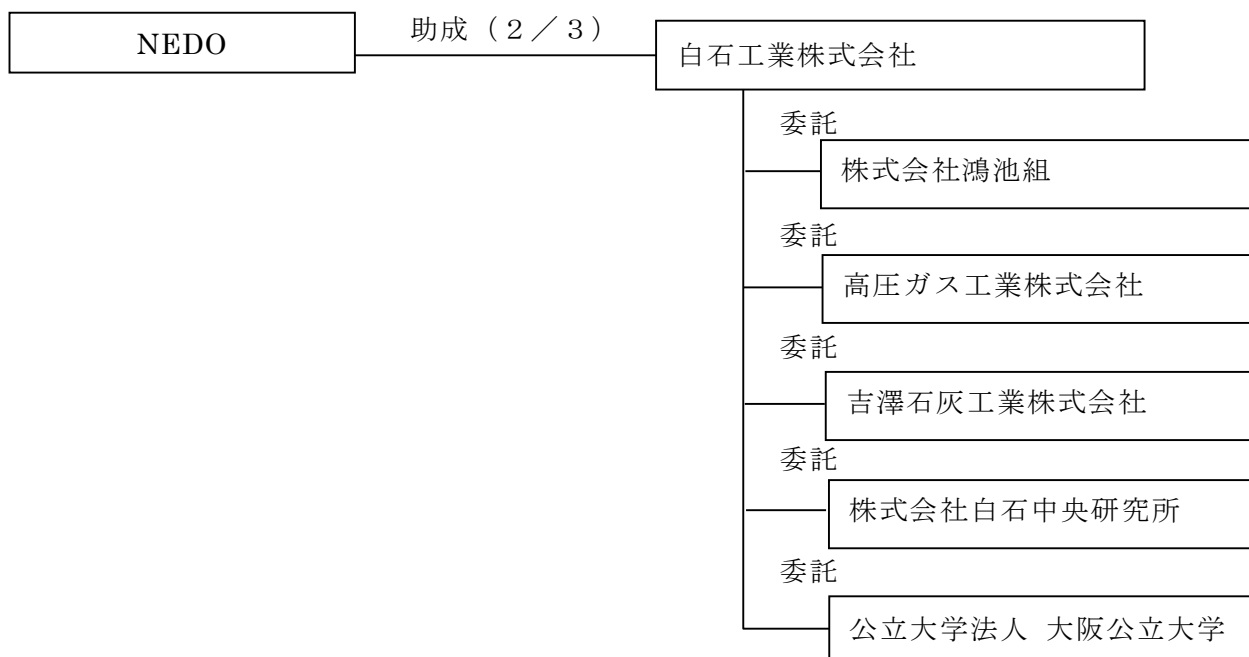 NEDO
助成（２／３）
白石工業株式会社
委託
株式会社鴻池組
委託
高圧ガス工業株式会社
委託
吉澤石灰工業株式会社
委託
株式会社白石中央研究所
委託
公立大学法人 大阪公立大学